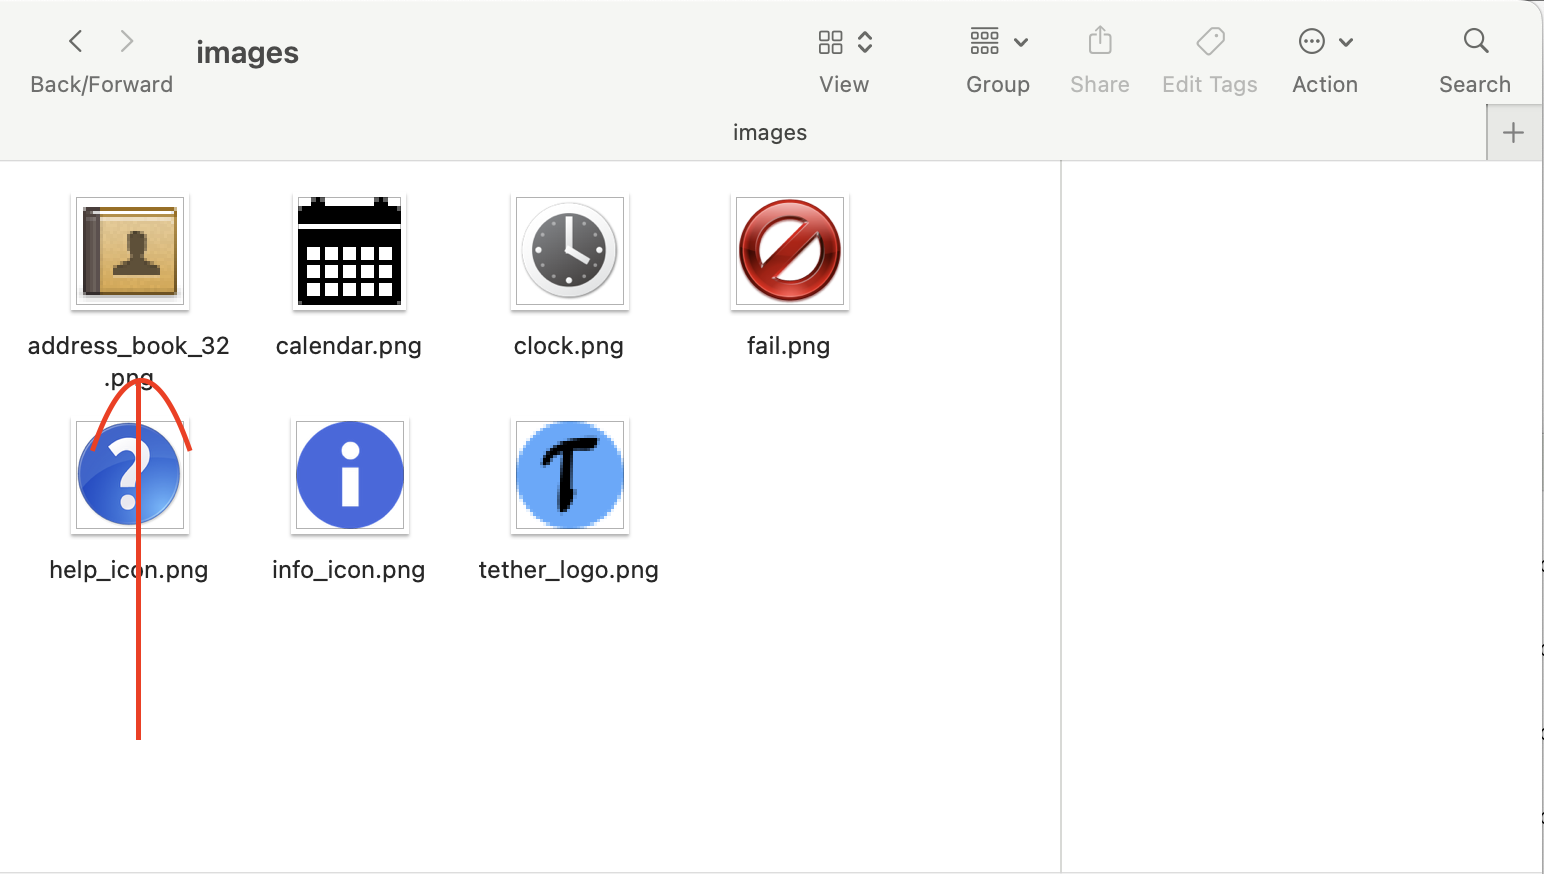 images
Back/Forward
View
Group
Share
Edit Tags
Action
Search
images
address_book_32
.png
calendar.png
clock.png
fail.png
help_icon.png
info_icon.png
tether_logo.png